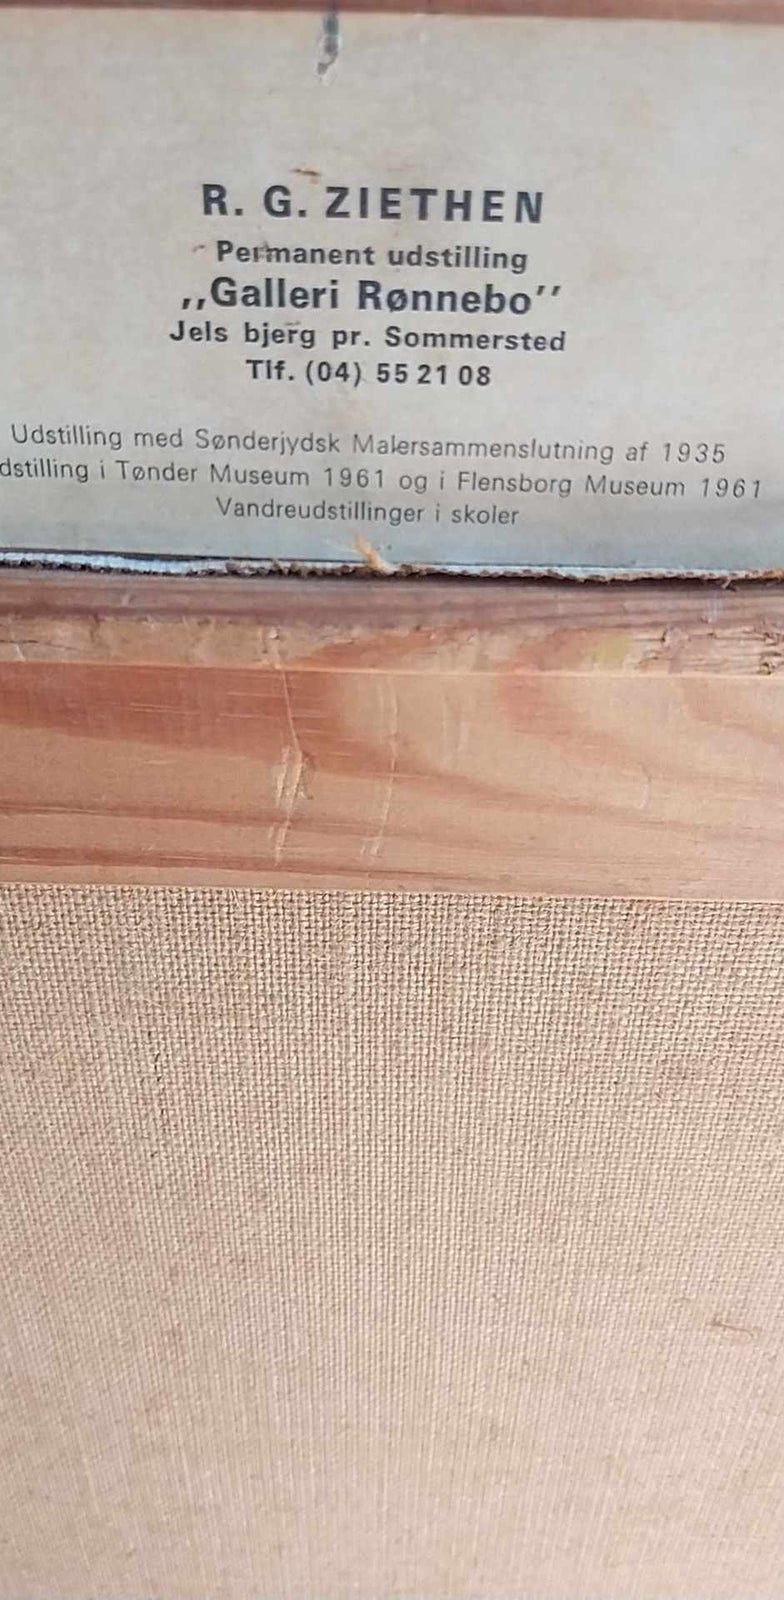 R. G. ZIETHEN
Permanent udstilling
,,Galleri Rønnebo’’
Jels bjerg pr. Sommersted
Tlf. (04) 55 21 08
Udstilling med Sønderjydsk Malersammenslutning af 1935
dstilling i Tønder Museum 1961 og i Flensborg Museum 1961
Vandreudstillinger i skoler